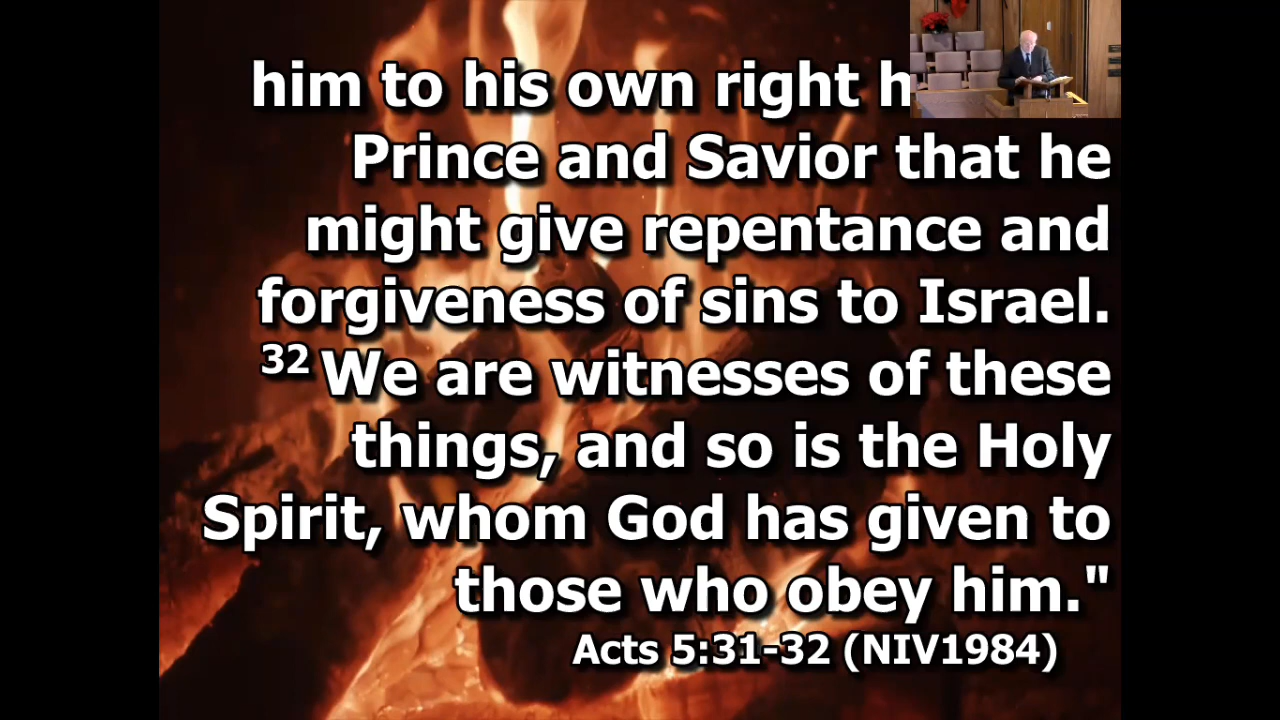 him to his own right
Prince and Savior that he
might give repentance and
forgiveness of sins to Israel.
32 We are witnesses of these
things, and so is the Holy
Spirit, whom God has given to
those who obey him."
Acts 5:31-32 (NIV1984)